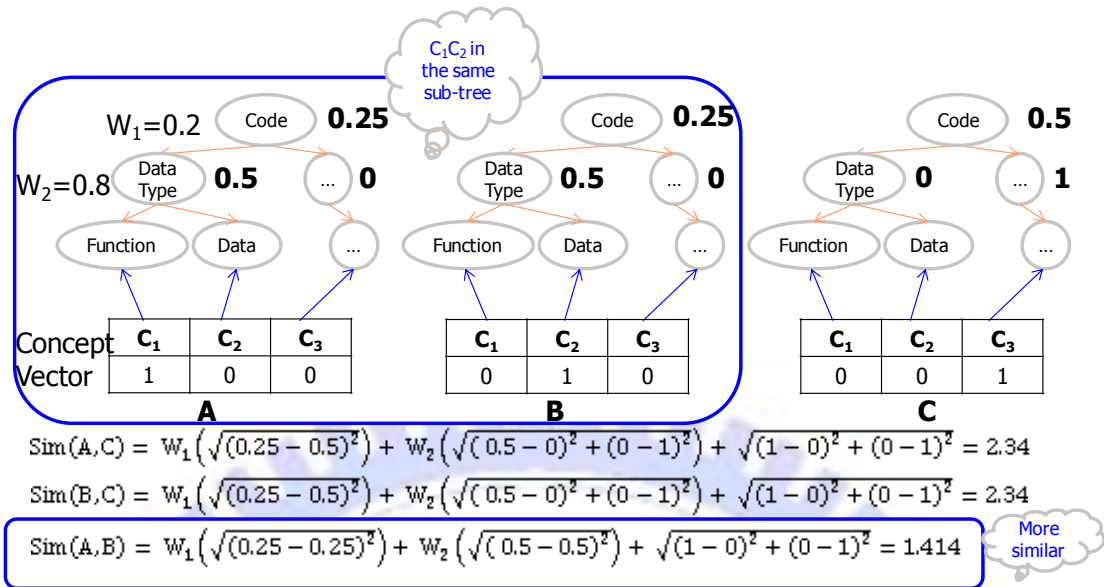 C₁C₂ in
the same
sub-tree
W₁=0.2 Code 0.25 Code 0.25 Code 0.5
W₂=0.8 Data Type 0.5 ... 0 Data Type 0.5 ... 0 Data Type 0 ... 1
Function Data ... Function Data ... Function Data ...
Concept C₁ C₂ C₃ C₁ C₂ C₃ C₁ C₂ C₃
Vector 1 0 0 0 1 0 0 0 1
A B C
Sim(A,C) = W₁(√(0.25 − 0.5)²) + W₂(√(0.5 − 0)² + (0 − 1)²) + √(1 − 0)² + (0 − 1)² = 2.34
Sim(B,C) = W₁(√(0.25 − 0.5)²) + W₂(√(0.5 − 0)² + (0 − 1)²) + √(1 − 0)² + (0 − 1)² = 2.34
Sim(A,B) = W₁(√(0.25 − 0.25)²) + W₂(√(0.5 − 0.5)²) + √(1 − 0)² + (0 − 1)² = 1.414
More
similar